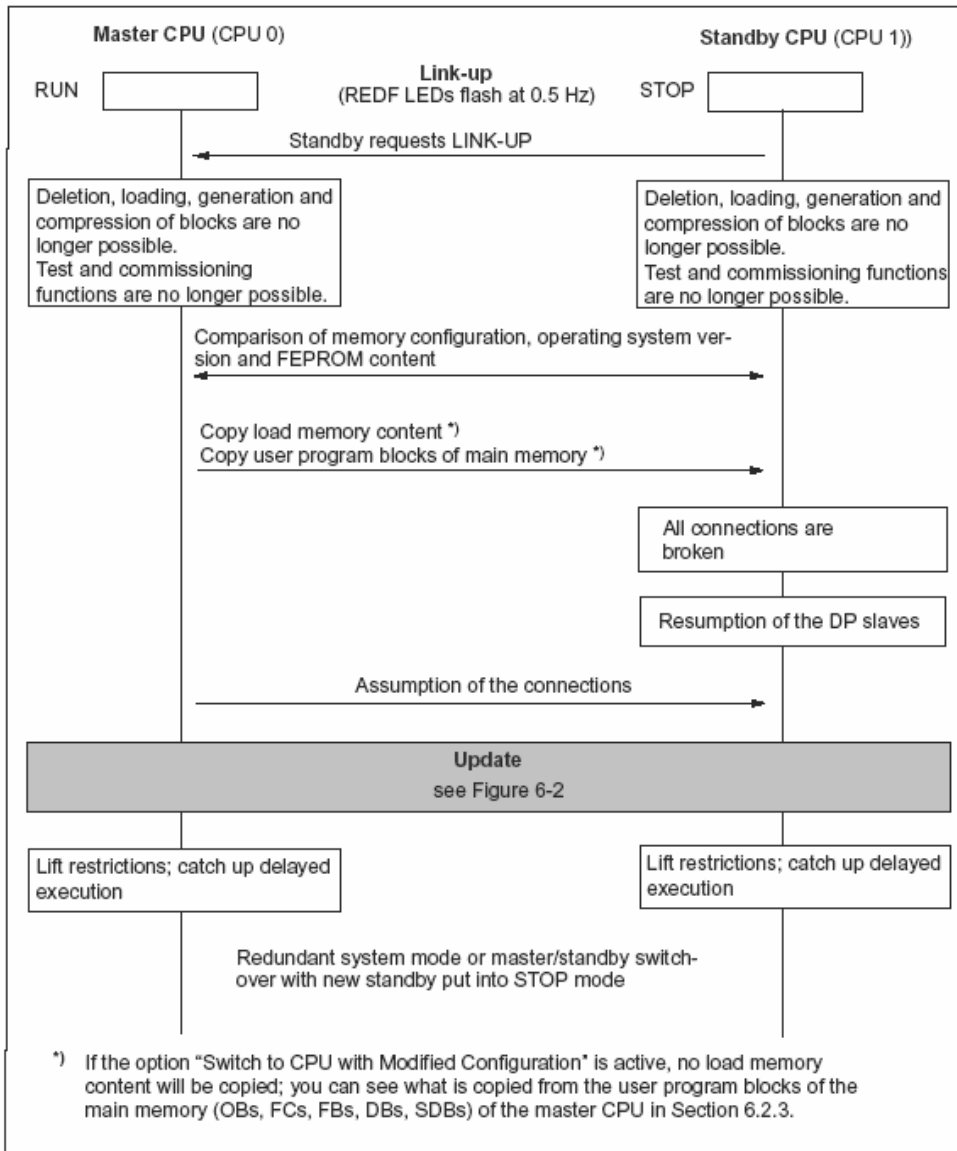 Master CPU (CPU 0)
Standby CPU (CPU 1))
Link-up
RUN
(REDF LEDs flash at 0.5 Hz)
STOP
Standby requests LINK-UP
Deletion, loading, generation and
compression of blocks are no
longer possible.
Test and commissioning
functions are no longer possible.
Deletion, loading, generation and
compression of blocks are no
longer possible.
Test and commissioning functions
are no longer possible.
Comparison of memory configuration, operating system ver-
sion and FEPROM content
Copy load memory content *)
Copy user program blocks of main memory *)
All connections are
broken
Resumption of the DP slaves
Assumption of the connections
Update
see Figure 6-2
Lift restrictions; catch up delayed
execution
Lift restrictions; catch up delayed
execution
Redundant system mode or master/standby switch-
over with new standby put into STOP mode
*) If the option "Switch to CPU with Modified Configuration" is active, no load memory
content will be copied; you can see what is copied from the user program blocks of the
main memory (OBs, FCs, FBs, DBs, SDBs) of the master CPU in Section 6.2.3.